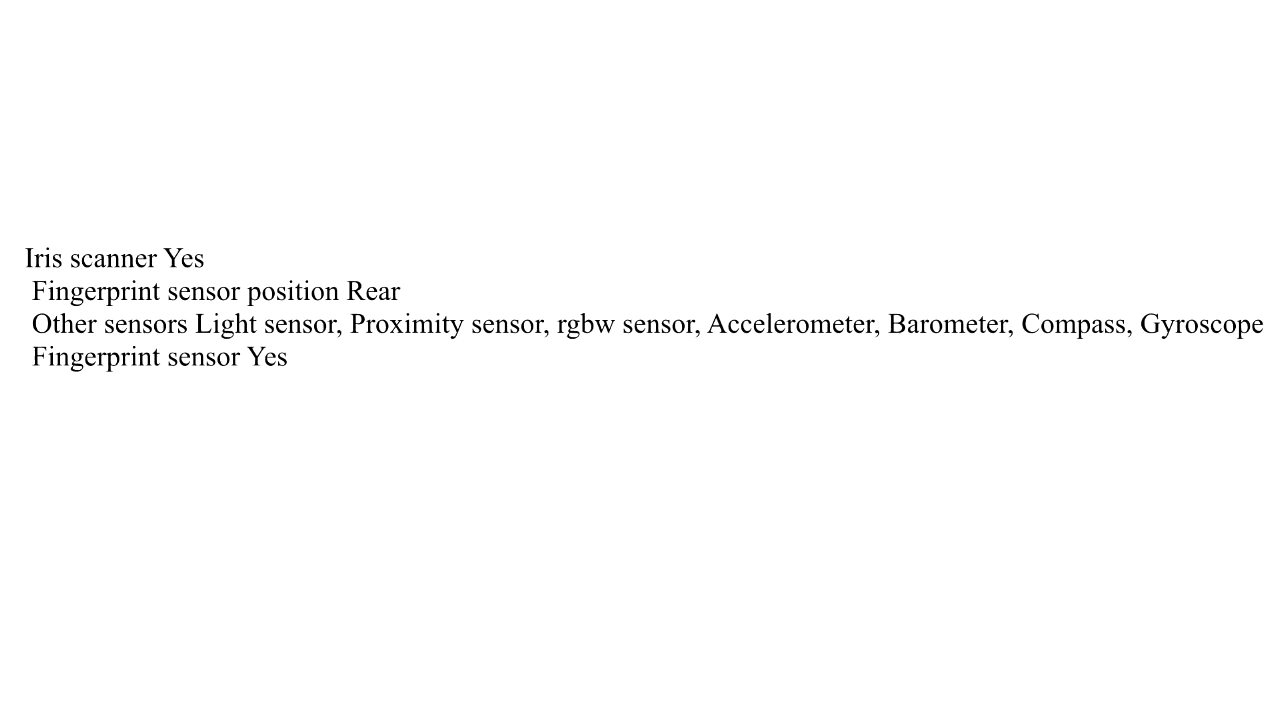 Iris scanner Yes
Fingerprint sensor position Rear
Other sensors Light sensor, Proximity sensor, rgbw sensor, Accelerometer, Barometer, Compass, Gyroscope
Fingerprint sensor Yes